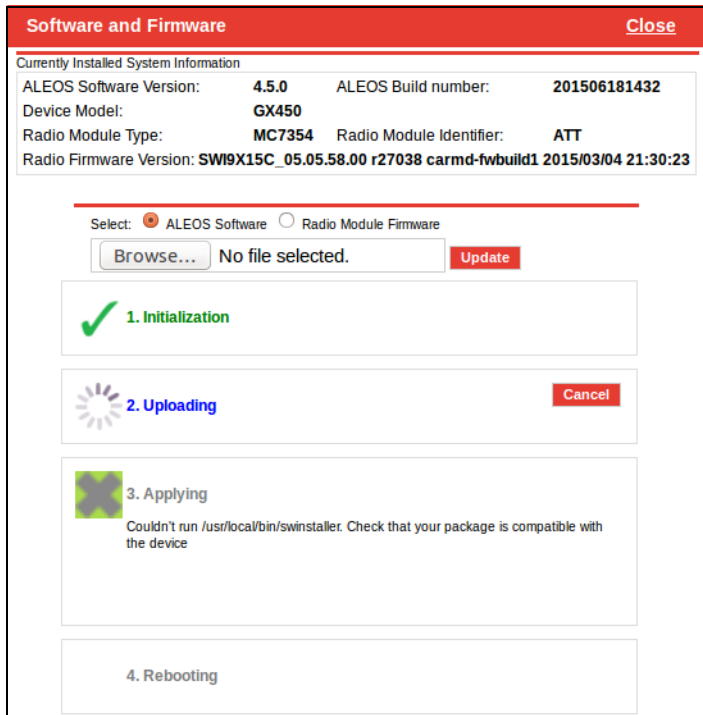 Software and Firmware Close
Currently Installed System Information
ALEOS Software Version: 4.5.0 ALEOS Build number: 201506181432
Device Model: GX450
Radio Module Type: MC7354 Radio Module Identifier: ATT
Radio Firmware Version: SWI9X15C_05.05.58.00 r27038 carmd-fwbuild1 2015/03/04 21:30:23
Select: ALEOS Software Radio Module Firmware
Browse... No file selected. Update
1. Initialization
2. Uploading Cancel
3. Applying
Couldn't run /usr/local/bin/swinstaller. Check that your package is compatible with
the device
4. Rebooting